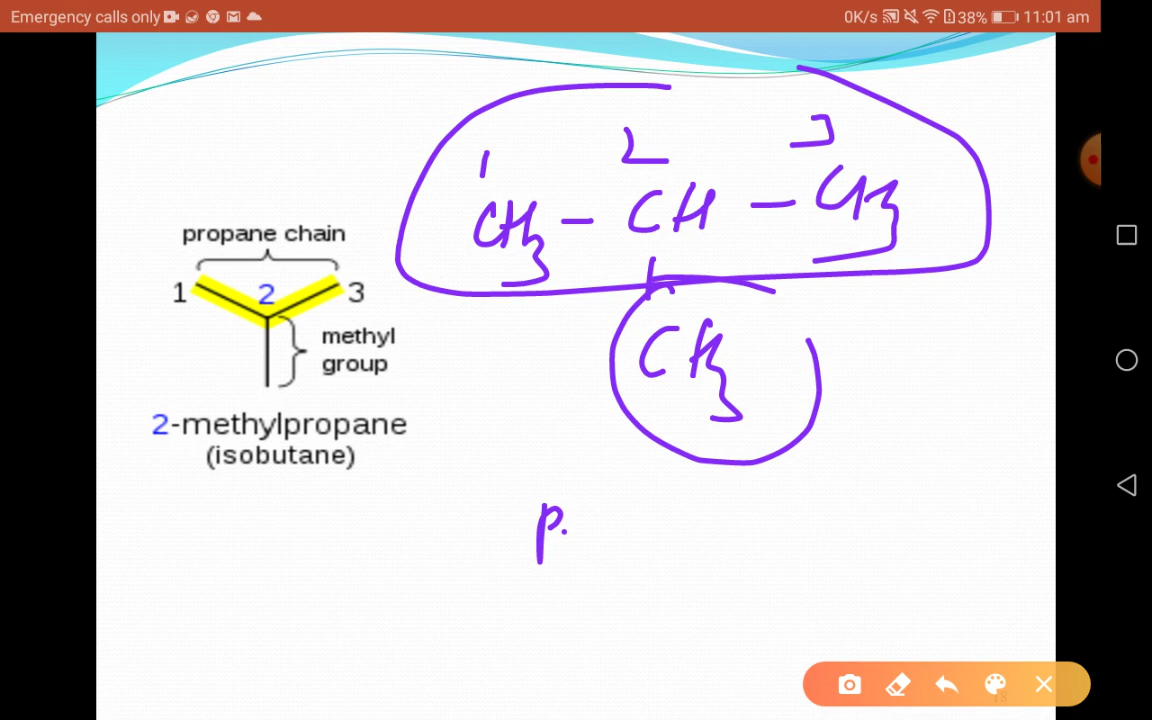 Emergency calls only
0K/s 38% 11:01 am
1 2 3
CH3 - CH - CH3
CH3
propane chain
1 2 3
methyl
group
2-methylpropane
(isobutane)
p.